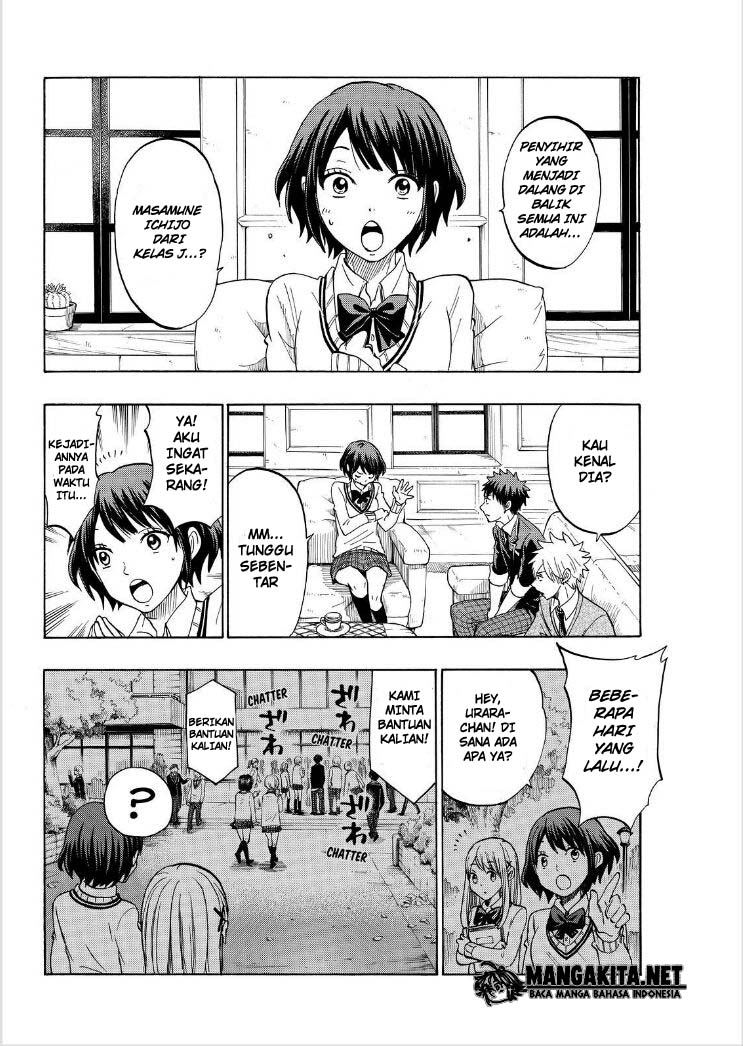 PENYIHIR
YANG
MENJADI
DALANG DI
BALIK
SEMUA INI
ADALAH...
MASAMUNE
ICHIJO
DARI
KELAS J...?
KAU
KENAL
DIA?
MM...
TUNGGU
SEBEN-
TAR
YA!
AKU
INGAT
SEKA-
RANG!
KEJADI-
ANNYA
PADA
WAKTU
ITU...
BEBE-
RAPA
HARI
YANG
LALU...!
HEY,
URARA-
CHAN! DI
SANA ADA
APA YA?
KAMI
MINTA
BANTUAN
KALIAN!
BERIKAN
BANTUAN
KALIAN!
ざわ
CHATTER
ざわ
CHATTER
ざわ
CHATTER
?
MANGAKITA.NET
BACA MANGA BAHASA INDONESIA